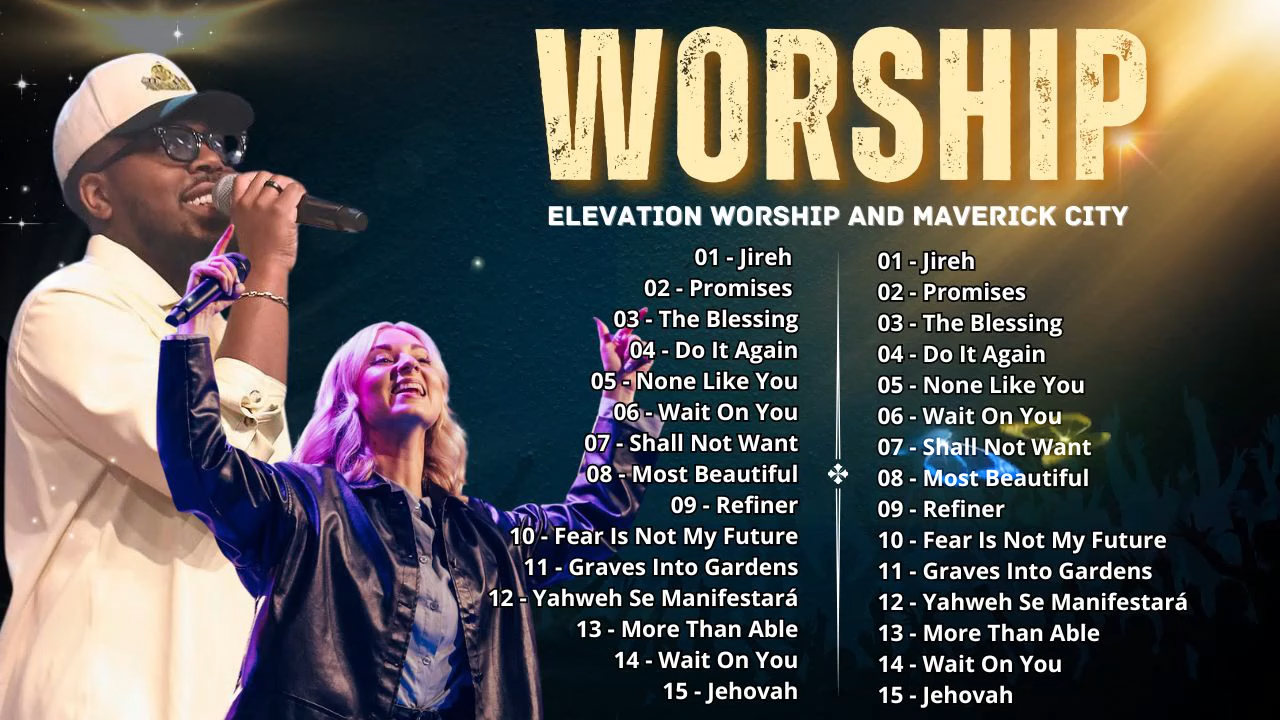 WORSHIP
ELEVATION WORSHIP AND MAVERICK CITY
01 - Jireh
02 - Promises
03 - The Blessing
04 - Do It Again
05 - None Like You
06 - Wait On You
07 - Shall Not Want
08 - Most Beautiful
09 - Refiner
10 - Fear Is Not My Future
11 - Graves Into Gardens
12 - Yahweh Se Manifestará
13 - More Than Able
14 - Wait On You
15 - Jehovah
01 - Jireh
02 - Promises
03 - The Blessing
04 - Do It Again
05 - None Like You
06 - Wait On You
07 - Shall Not Want
08 - Most Beautiful
09 - Refiner
10 - Fear Is Not My Future
11 - Graves Into Gardens
12 - Yahweh Se Manifestará
13 - More Than Able
14 - Wait On You
15 - Jehovah